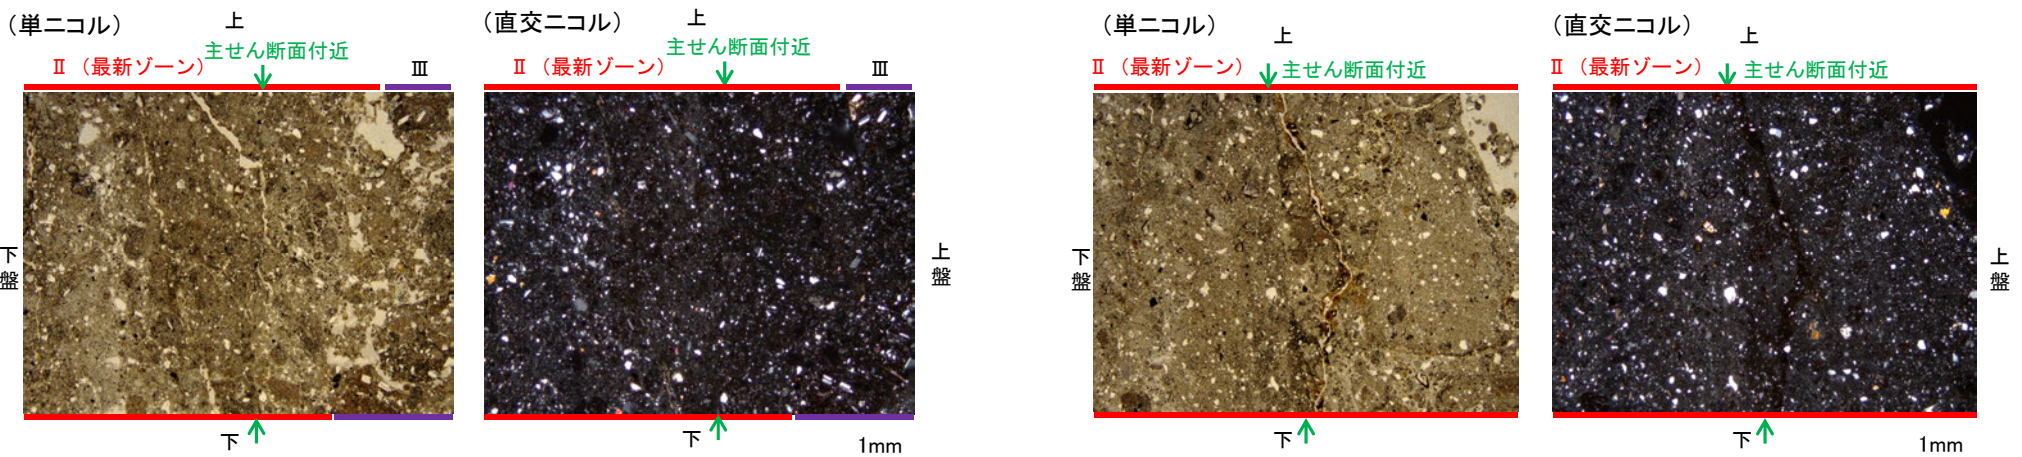 （単ニコル）
上
主せん断面付近
Ⅱ（最新ゾーン）
Ⅲ
下盤
下
（直交ニコル）
上
主せん断面付近
Ⅱ（最新ゾーン）
Ⅲ
上盤
下
1mm
（単ニコル）
上
Ⅱ（最新ゾーン）
主せん断面付近
下盤
下
（直交ニコル）
上
Ⅱ（最新ゾーン）
主せん断面付近
上盤
下
1mm